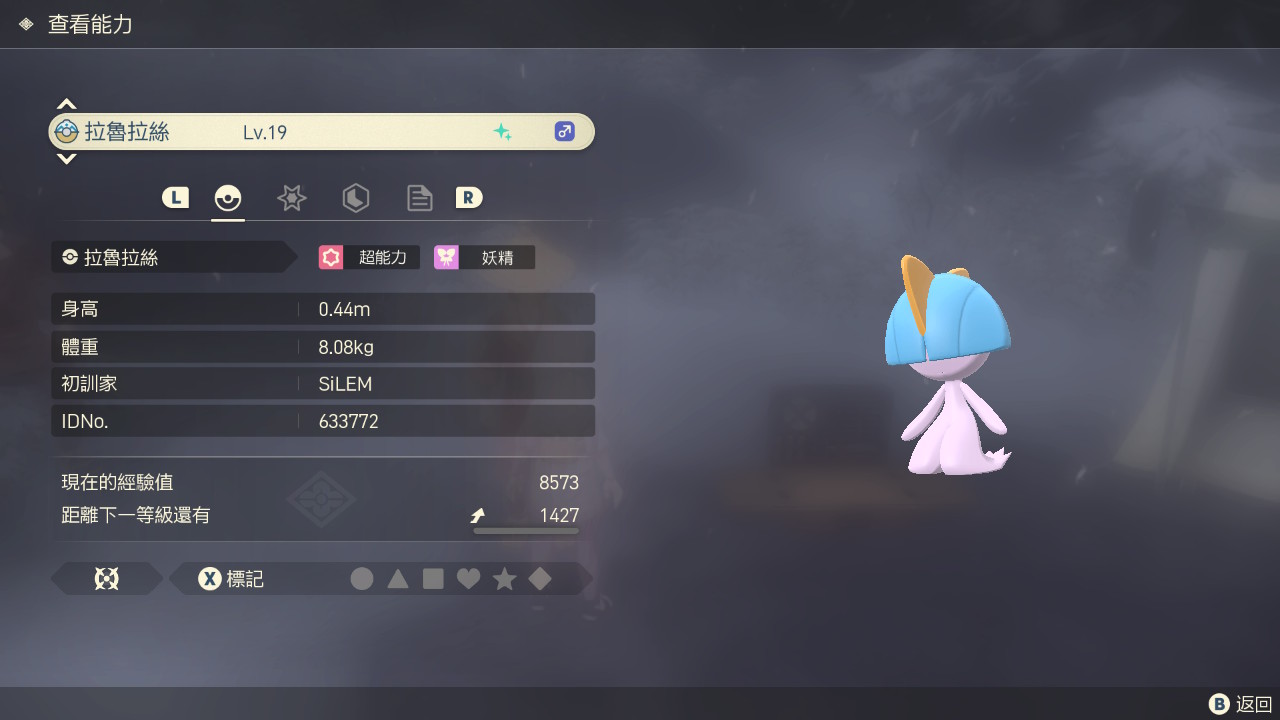 查看能力
拉魯拉絲 Lv.19
L R
拉魯拉絲 超能力 妖精
身高 0.44m
體重 8.08kg
初訓家 SiLEM
IDNo. 633772
現在的經驗值 8573
距離下一等級還有 1427
X 標記
B 返回